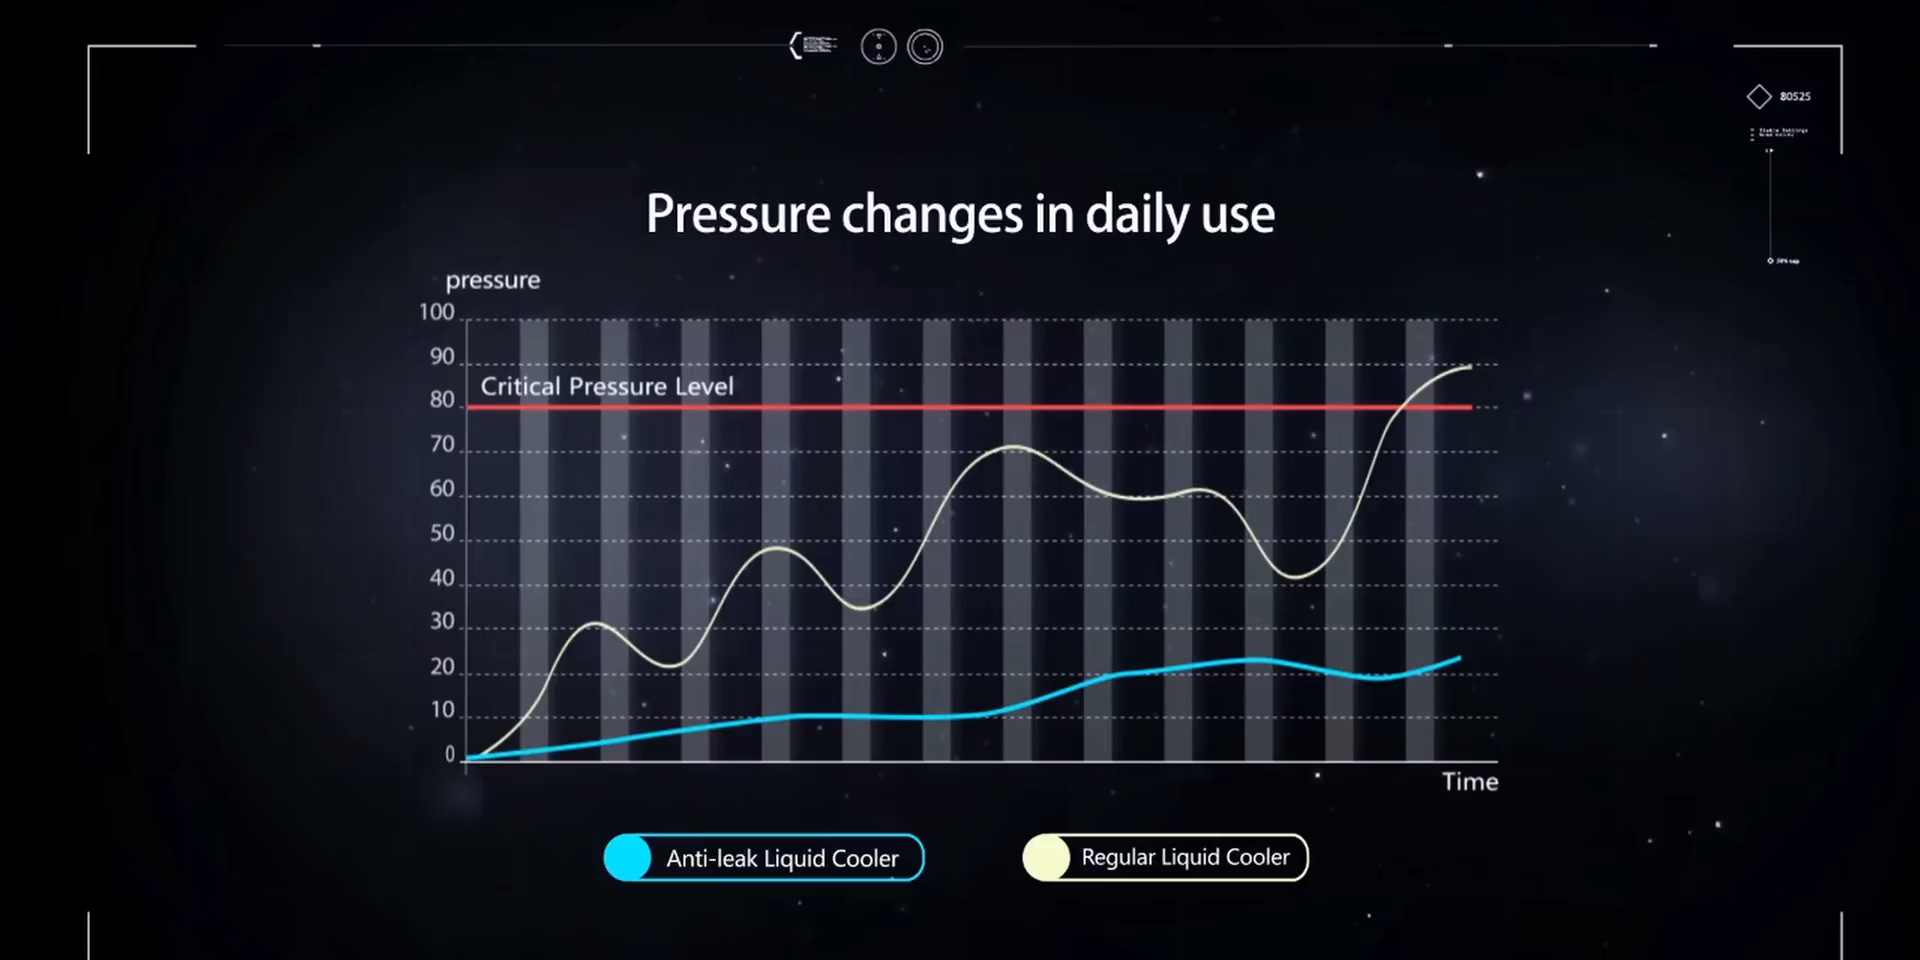 80525
Pressure changes in daily use
pressure
100
90
Critical Pressure Level
80
70
60
50
40
30
20
10
0
Time
Anti-leak Liquid Cooler
Regular Liquid Cooler